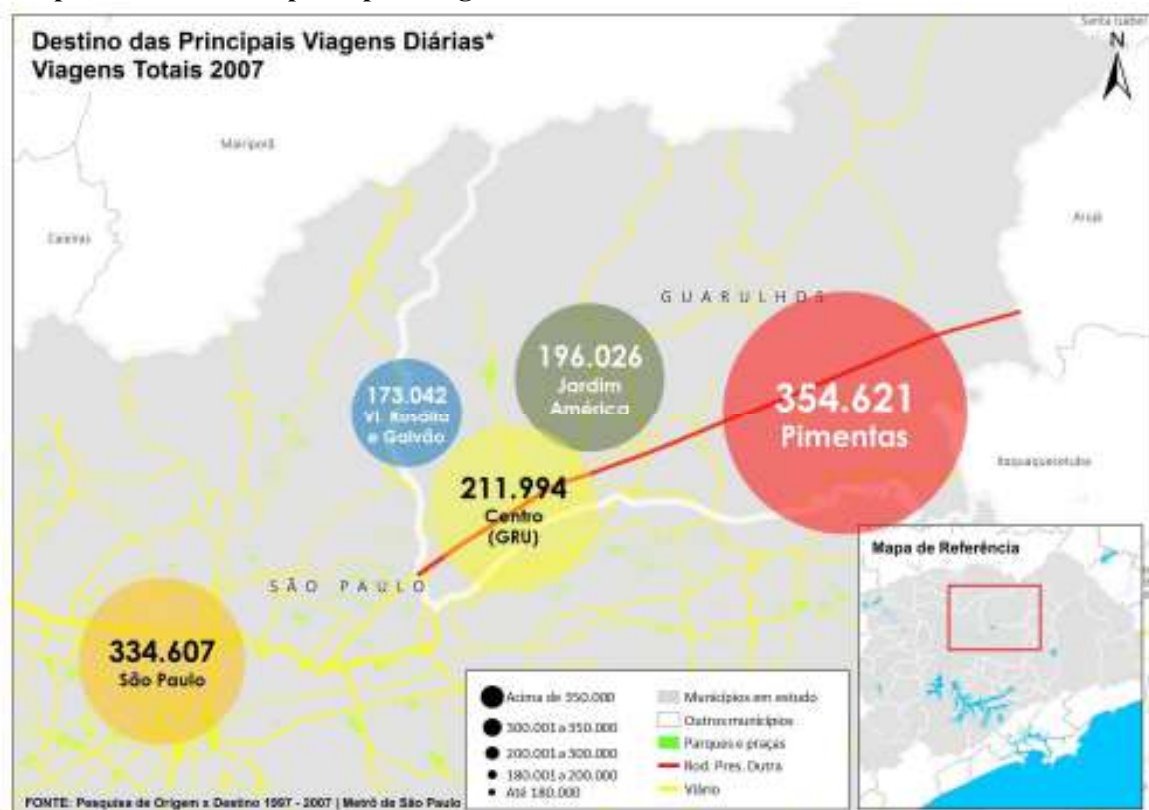 Destino das Principais Viagens Diárias*
Viagens Totais 2007
Santa Isabel
N
Mairiporã
Caieiras
Arujá
GUARULHOS
196.026
Jardim
América
173.042
Vl. Rosália
e Galvão
354.621
Pimentas
Itaquaquecetuba
211.994
Centro
(GRU)
SÃO PAULO
334.607
São Paulo
Mapa de Referência
Acima de 350.000
300.001 a 350.000
200.001 a 300.000
180.001 a 200.000
Até 180.000
Municípios em estudo
Outros municípios
Parques e praças
Rod. Pres. Dutra
Viário
FONTE: Pesquisa de Origem x Destino 1997 - 2007 | Metrô de São Paulo